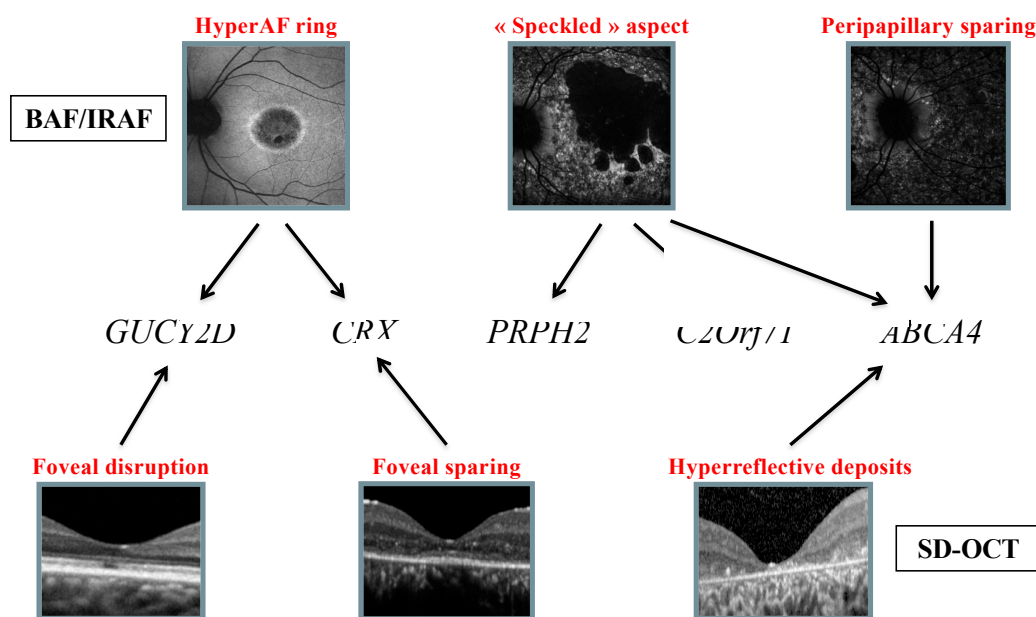 HyperAF ring
« Speckled » aspect
Peripapillary sparing
BAF/IRAF
GUCY2D
CRX
PRPH2
C2Orf71
ABCA4
Foveal disruption
Foveal sparing
Hyperreflective deposits
SD-OCT